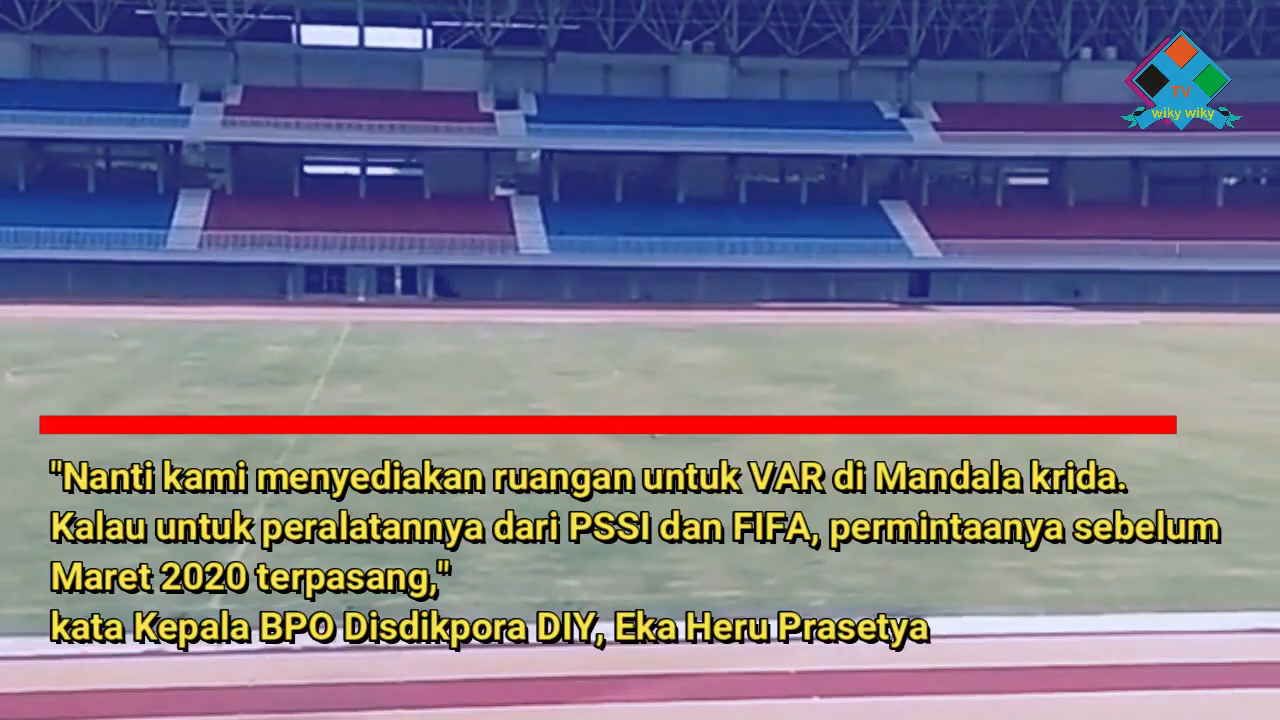 TV
wiky wiky
"Nanti kami menyediakan ruangan untuk VAR di Mandala krida.
Kalau untuk peralatannya dari PSSI dan FIFA, permintaanya sebelum
Maret 2020 terpasang,"
kata Kepala BPO Disdikpora DIY, Eka Heru Prasetya